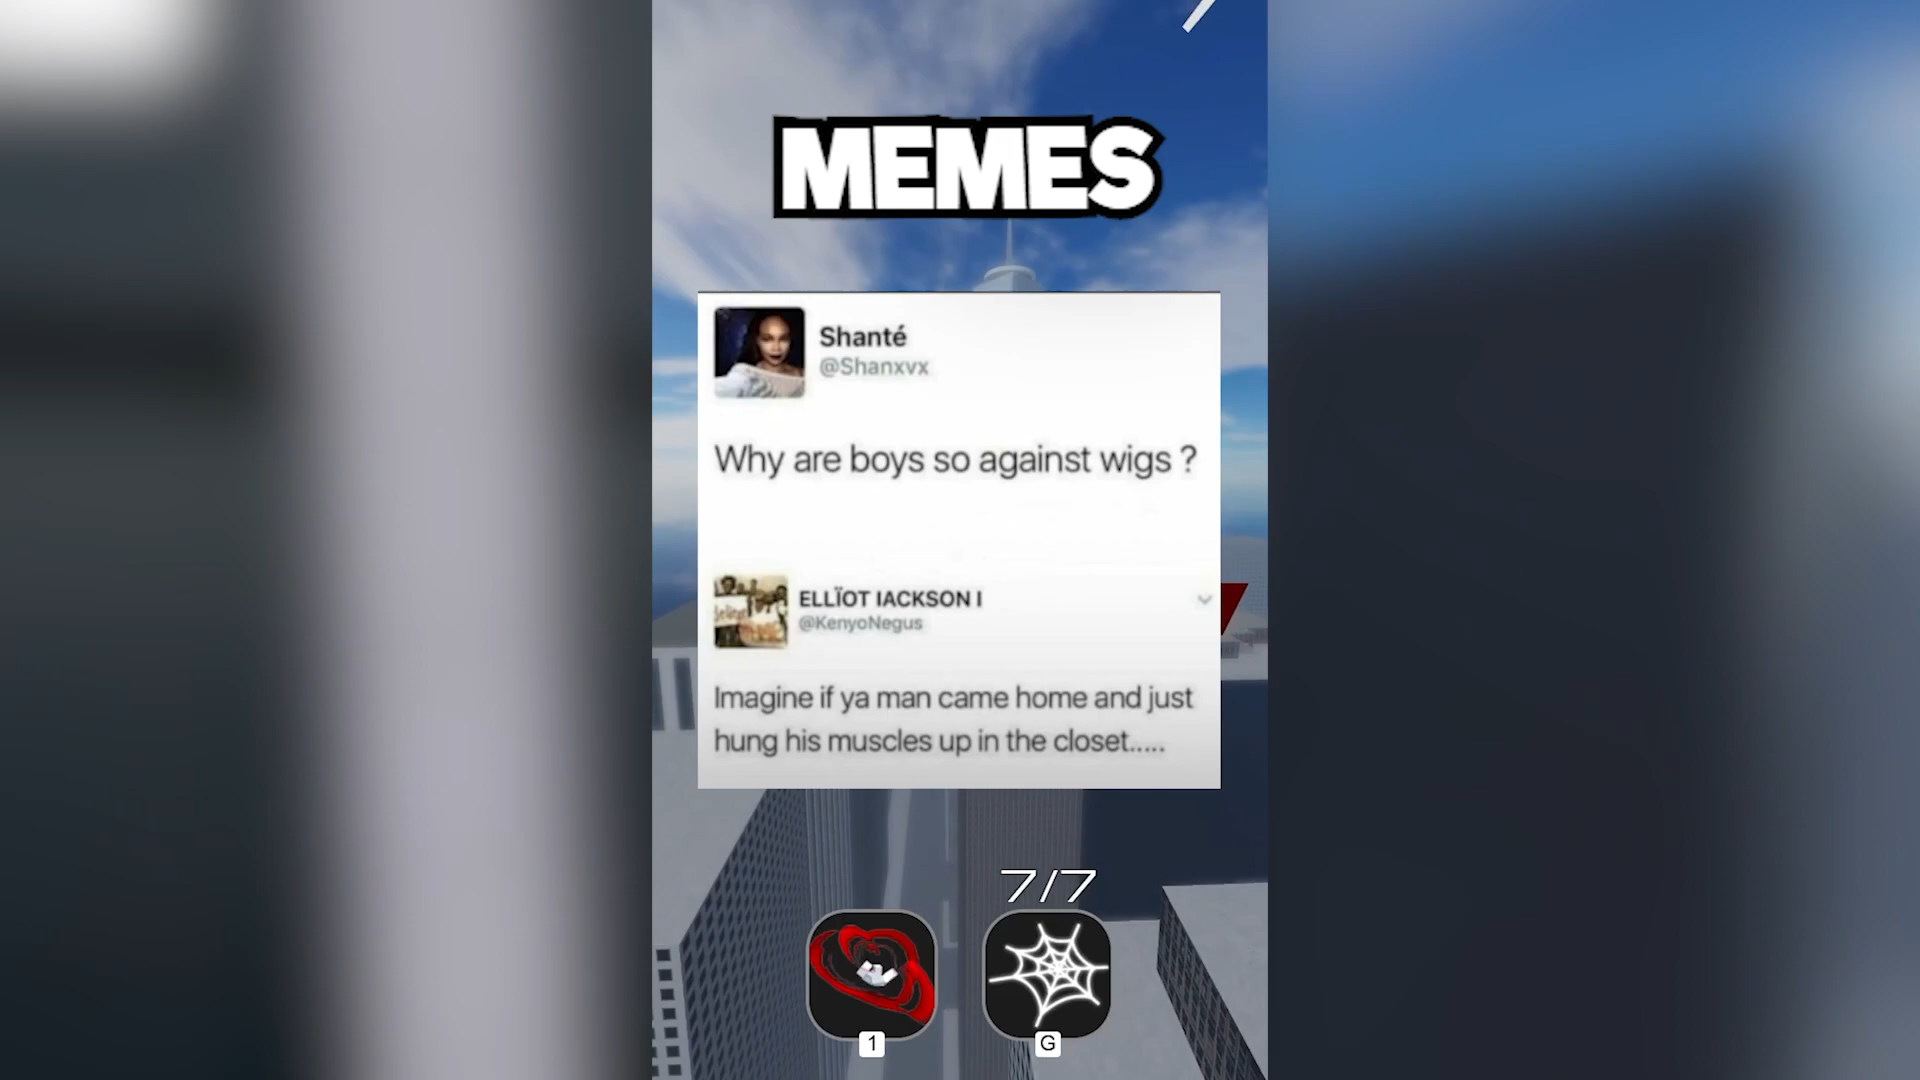 MEMES
Shanté
@Shanxvx
Why are boys so against wigs ?
ELLÏOT IACKSON I
@KenyoNegus
Imagine if ya man came home and just
hung his muscles up in the closet.....
7/7
1
G